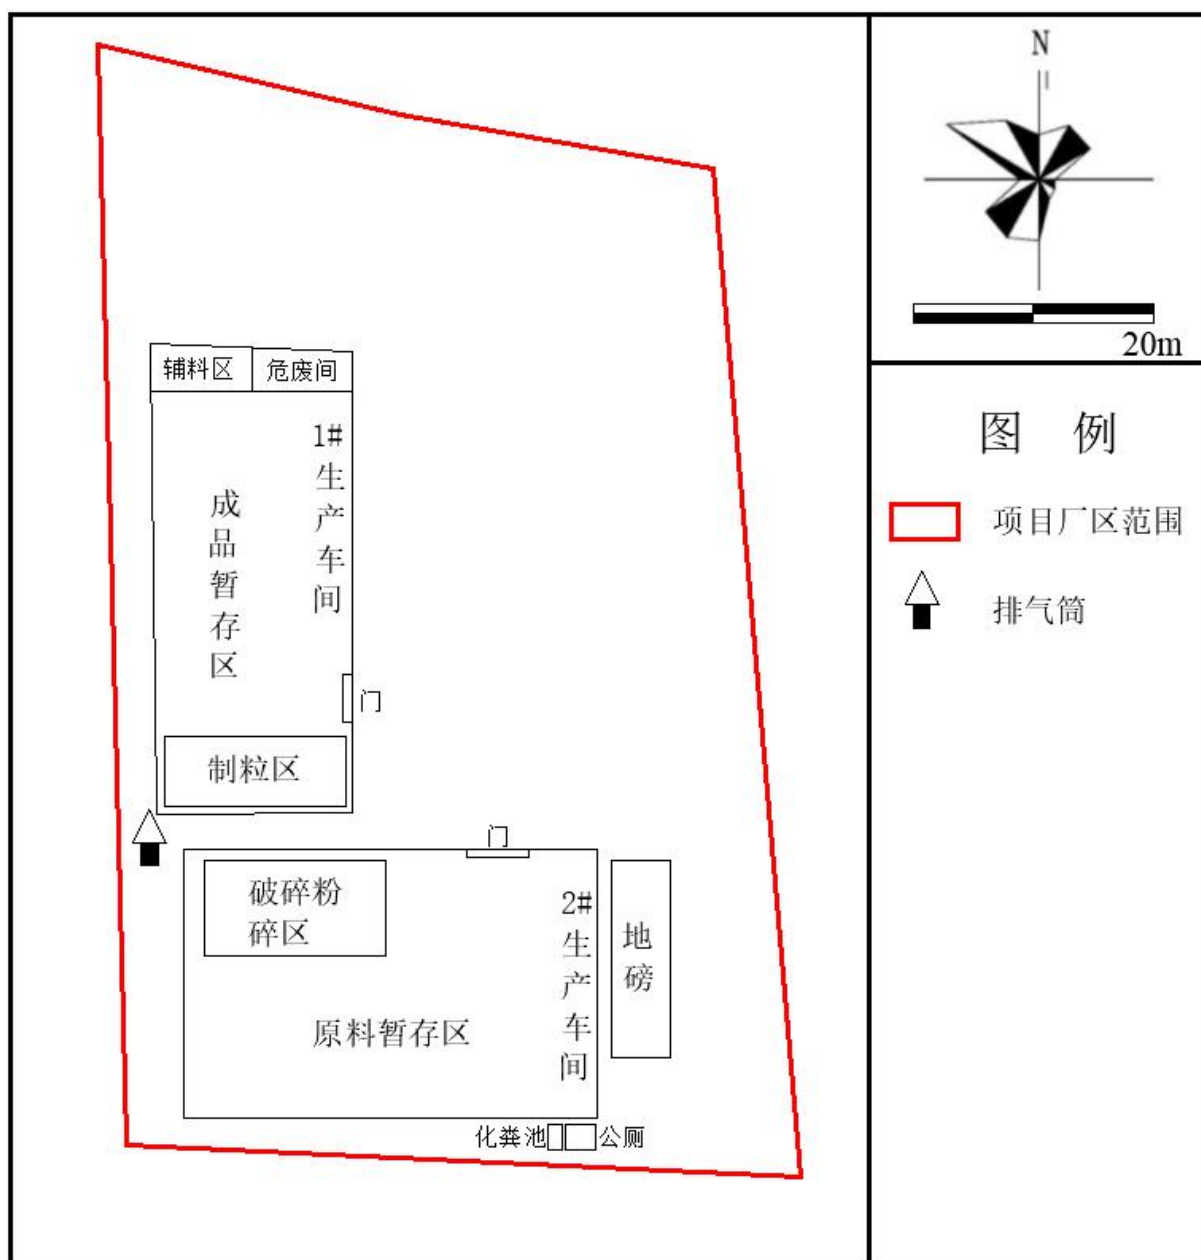 N
20m
图 例
项目厂区范围
排气筒
辅料区
危废间
1#生产车间
成品暂存区
门
制粒区
门
破碎粉
碎区
2#生产车间
地磅
原料暂存区
化粪池
公厕